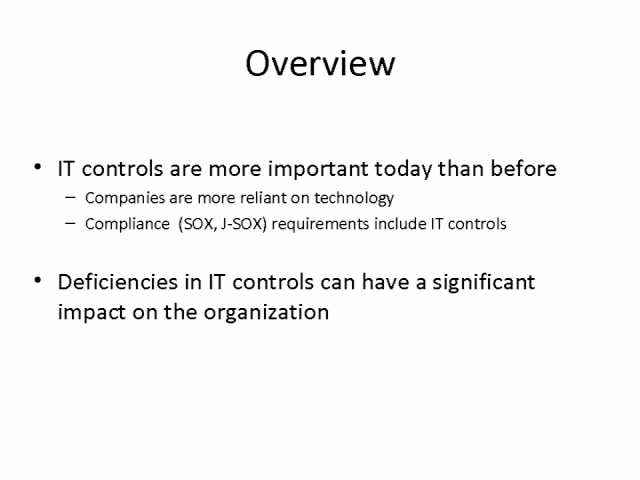 Overview
• IT controls are more important today than before
– Companies are more reliant on technology
– Compliance  (SOX, J-SOX) requirements include IT controls
• Deficiencies in IT controls can have a significant
impact on the organization